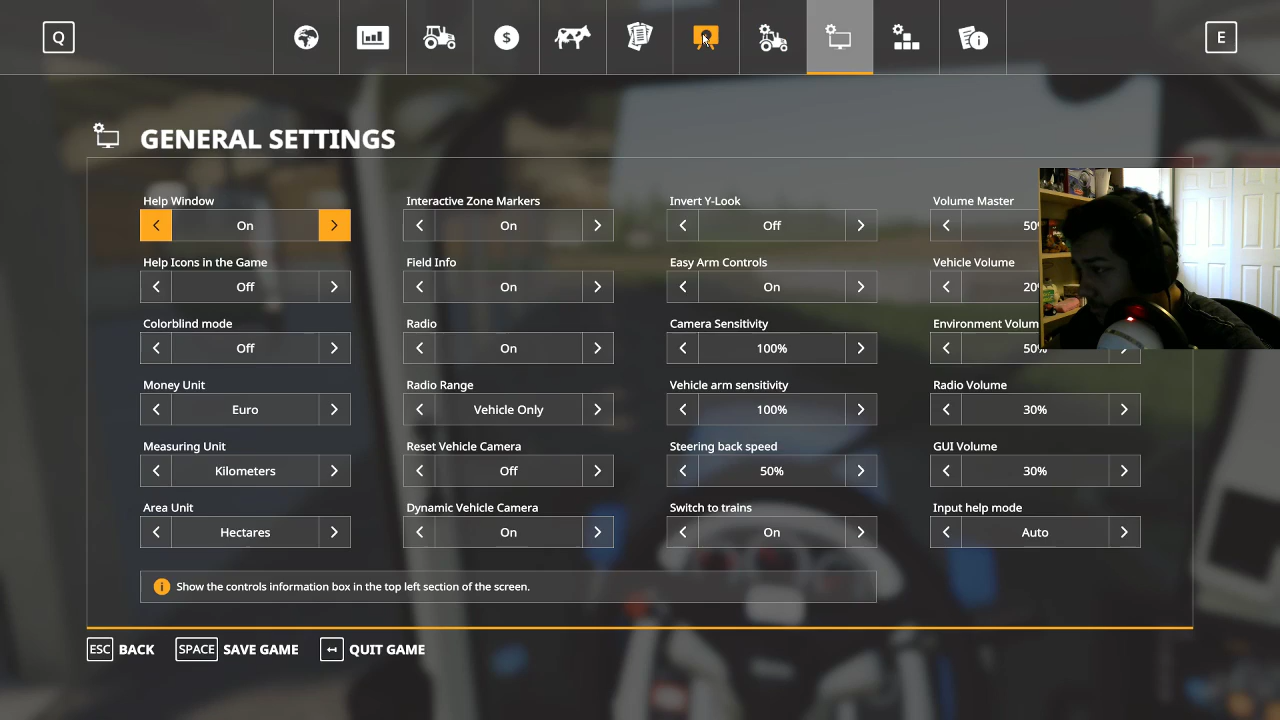 Q
E
GENERAL SETTINGS
Help Window
On
Help Icons in the Game
Off
Colorblind mode
Off
Money Unit
Euro
Measuring Unit
Kilometers
Area Unit
Hectares
Interactive Zone Markers
On
Field Info
On
Radio
On
Radio Range
Vehicle Only
Reset Vehicle Camera
Off
Dynamic Vehicle Camera
On
Invert Y-Look
Off
Easy Arm Controls
On
Camera Sensitivity
100%
Vehicle arm sensitivity
100%
Steering back speed
50%
Switch to trains
On
Volume Master
Vehicle Volume
Environment
Radio Volume
30%
GUI Volume
30%
Input help mode
Auto
Show the controls information box in the top left section of the screen.
ESC BACK
SPACE SAVE GAME
QUIT GAME